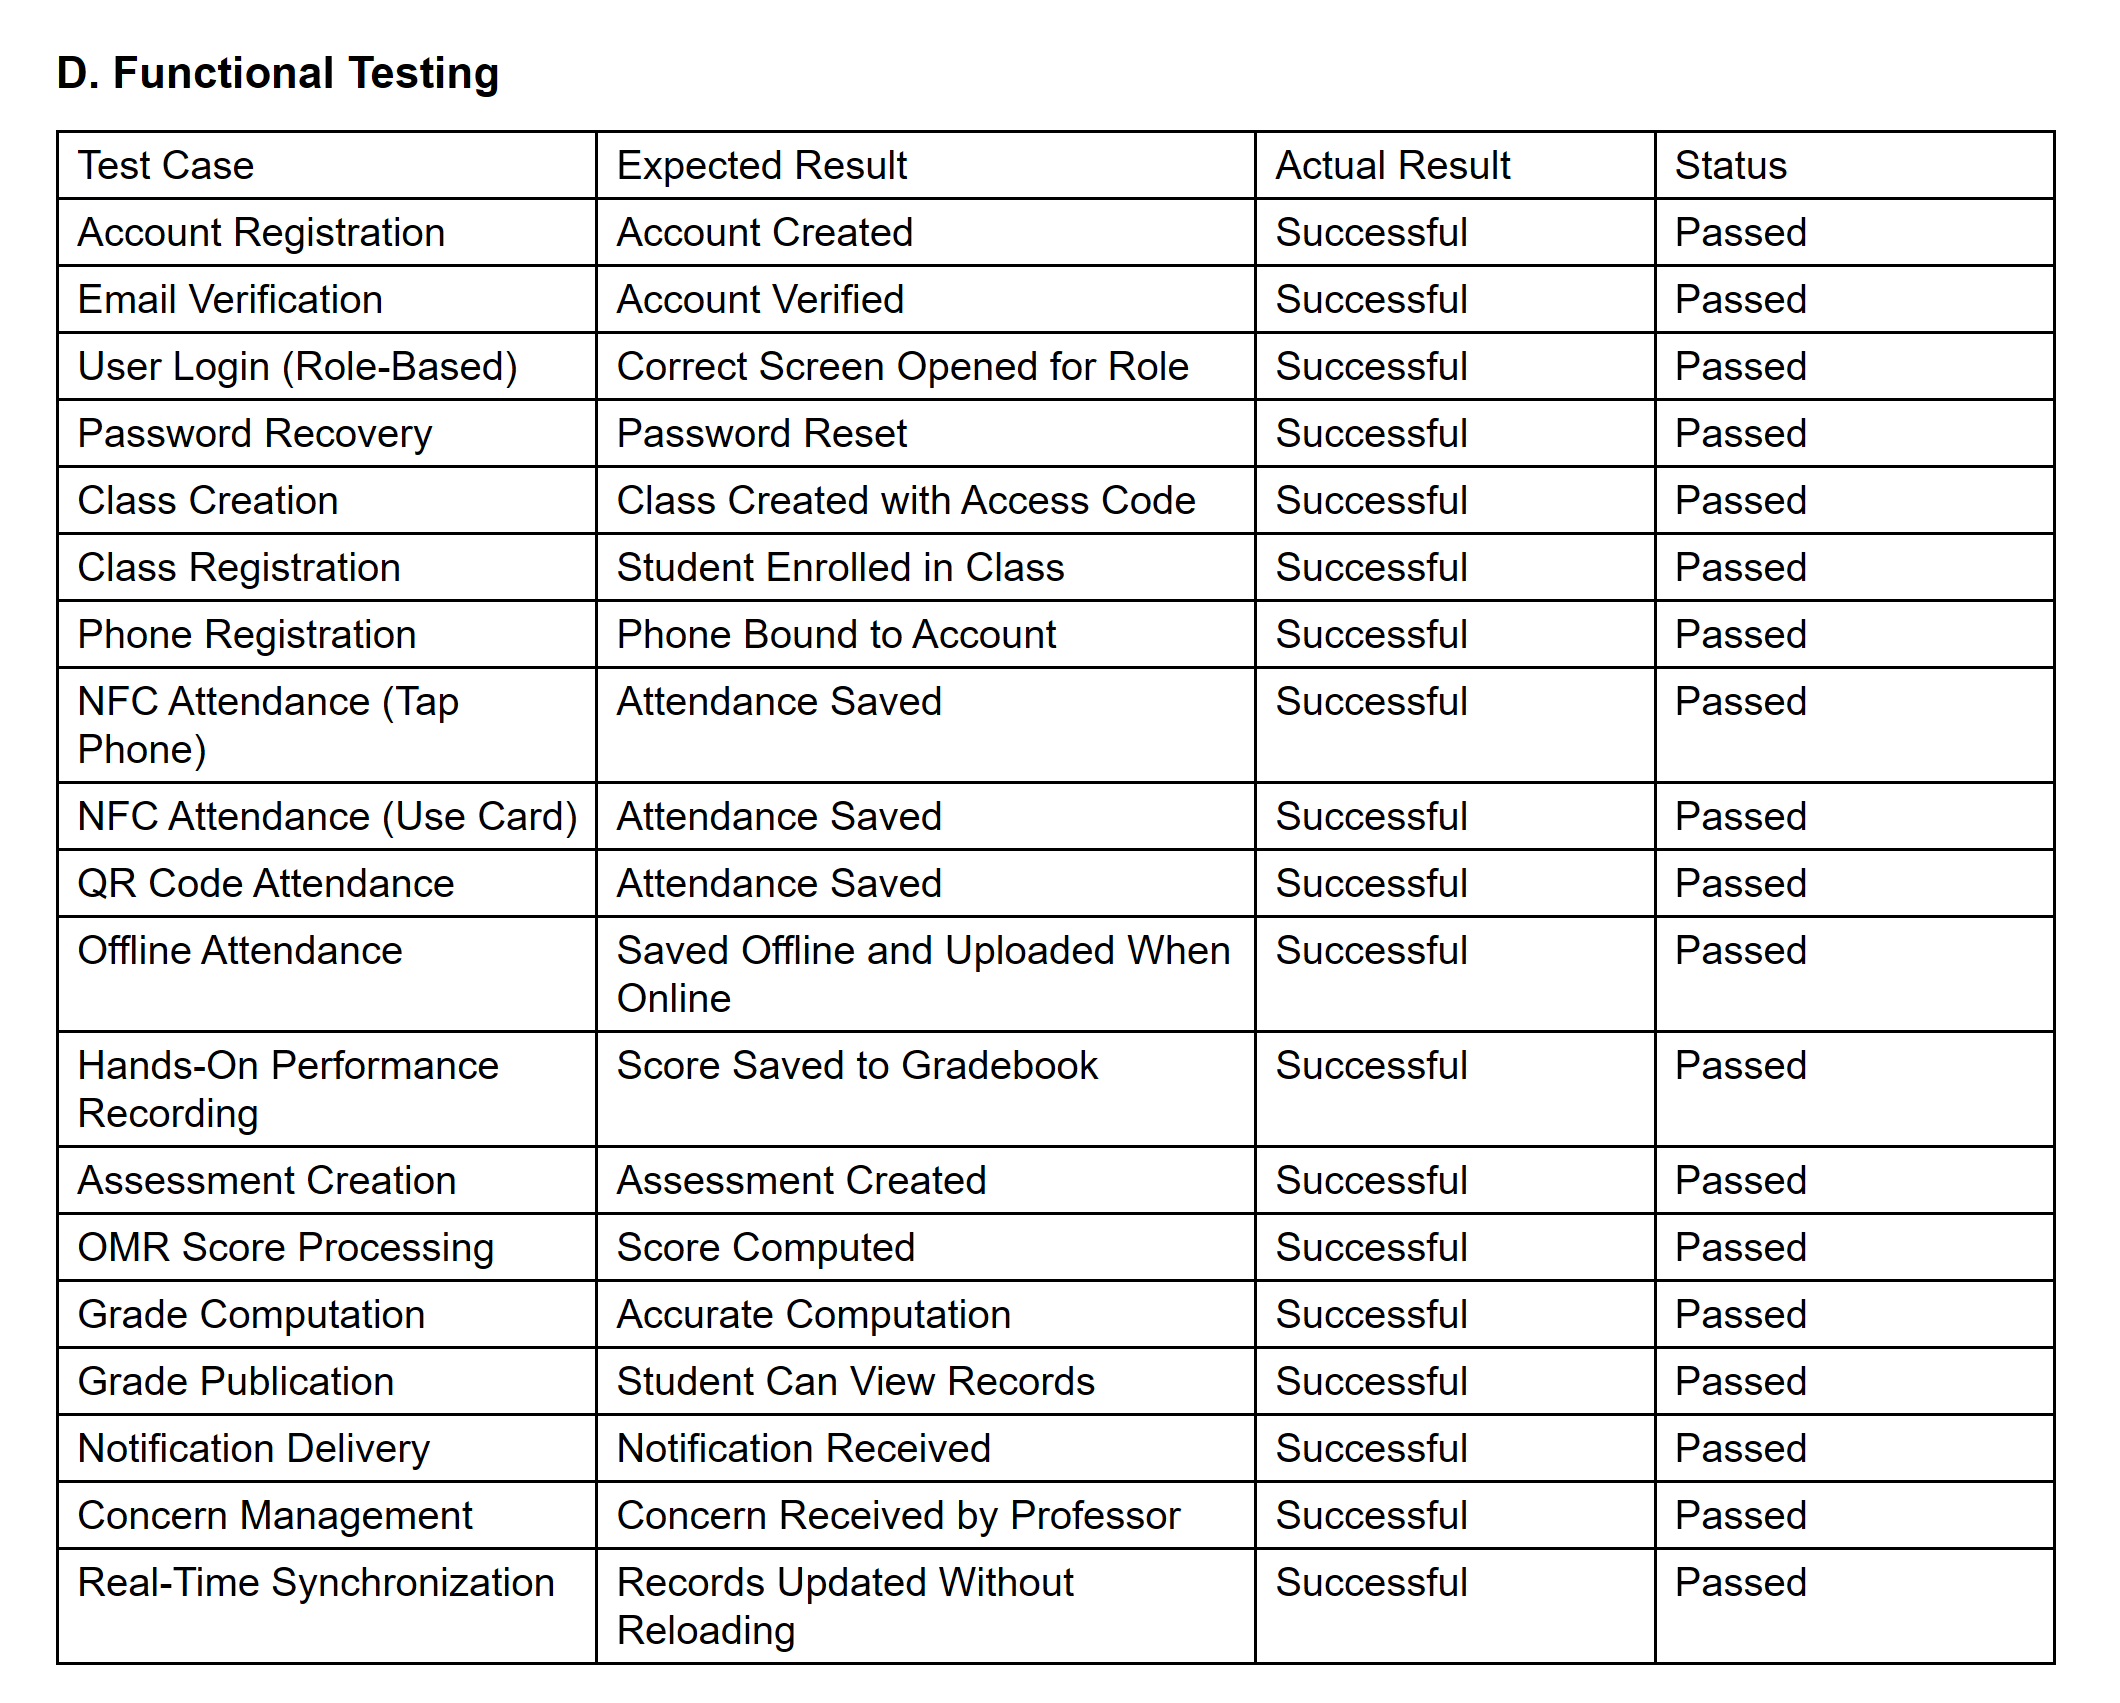 D. Functional Testing
Test Case Expected Result Actual Result Status
Account Registration Account Created Successful Passed
Email Verification Account Verified Successful Passed
User Login (Role-Based) Correct Screen Opened for Role Successful Passed
Password Recovery Password Reset Successful Passed
Class Creation Class Created with Access Code Successful Passed
Class Registration Student Enrolled in Class Successful Passed
Phone Registration Phone Bound to Account Successful Passed
NFC Attendance (Tap Attendance Saved Successful Passed
Phone)
NFC Attendance (Use Card) Attendance Saved Successful Passed
QR Code Attendance Attendance Saved Successful Passed
Offline Attendance Saved Offline and Uploaded When Successful Passed
Online
Hands-On Performance Score Saved to Gradebook Successful Passed
Recording
Assessment Creation Assessment Created Successful Passed
OMR Score Processing Score Computed Successful Passed
Grade Computation Accurate Computation Successful Passed
Grade Publication Student Can View Records Successful Passed
Notification Delivery Notification Received Successful Passed
Concern Management Concern Received by Professor Successful Passed
Real-Time Synchronization Records Updated Without Successful Passed
Reloading